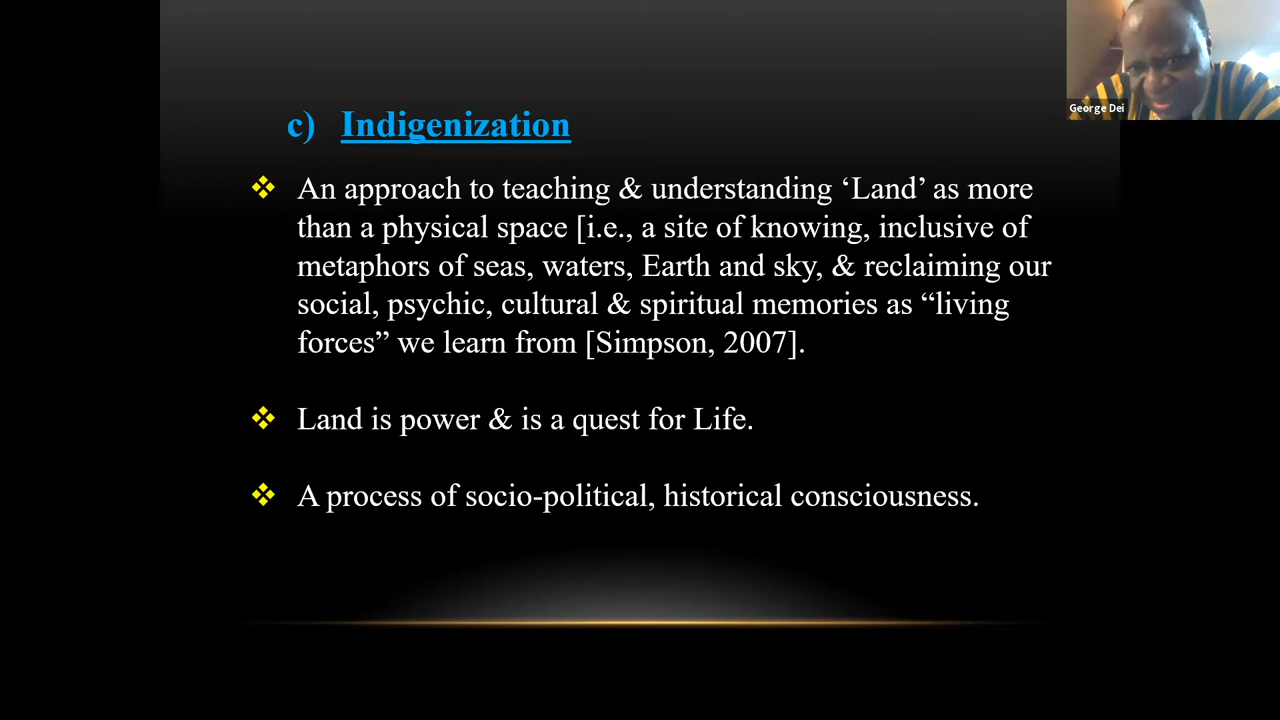 George Dei
c) Indigenization
❖ An approach to teaching & understanding ‘Land’ as more
than a physical space [i.e., a site of knowing, inclusive of
metaphors of seas, waters, Earth and sky, & reclaiming our
social, psychic, cultural & spiritual memories as “living
forces” we learn from [Simpson, 2007].
❖ Land is power & is a quest for Life.
❖ A process of socio-political, historical consciousness.